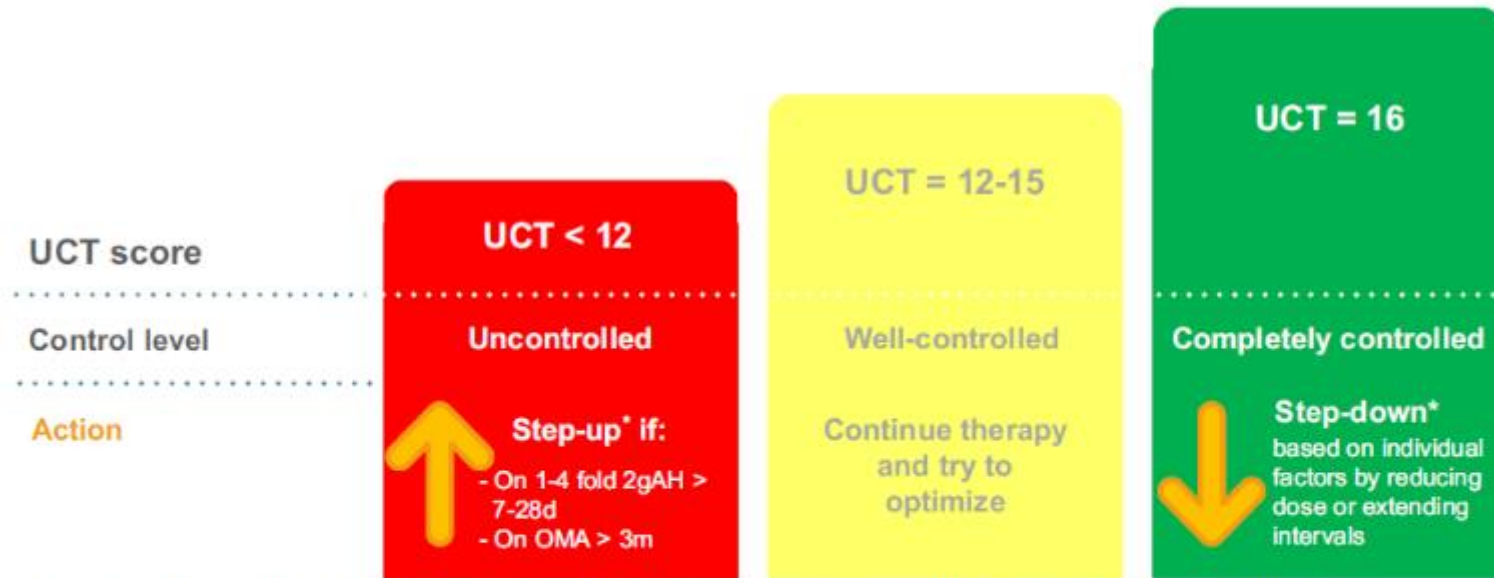 UCT score
Control level
Action
UCT < 12
Uncontrolled
Step-up* if:
- On 1-4 fold 2gAH >
7-28d
- On OMA > 3m
UCT = 12-15
Well-controlled
Continue therapy
and try to
optimize
UCT = 16
Completely controlled
Step-down*
based on individual
factors by reducing
dose or extending
intervals